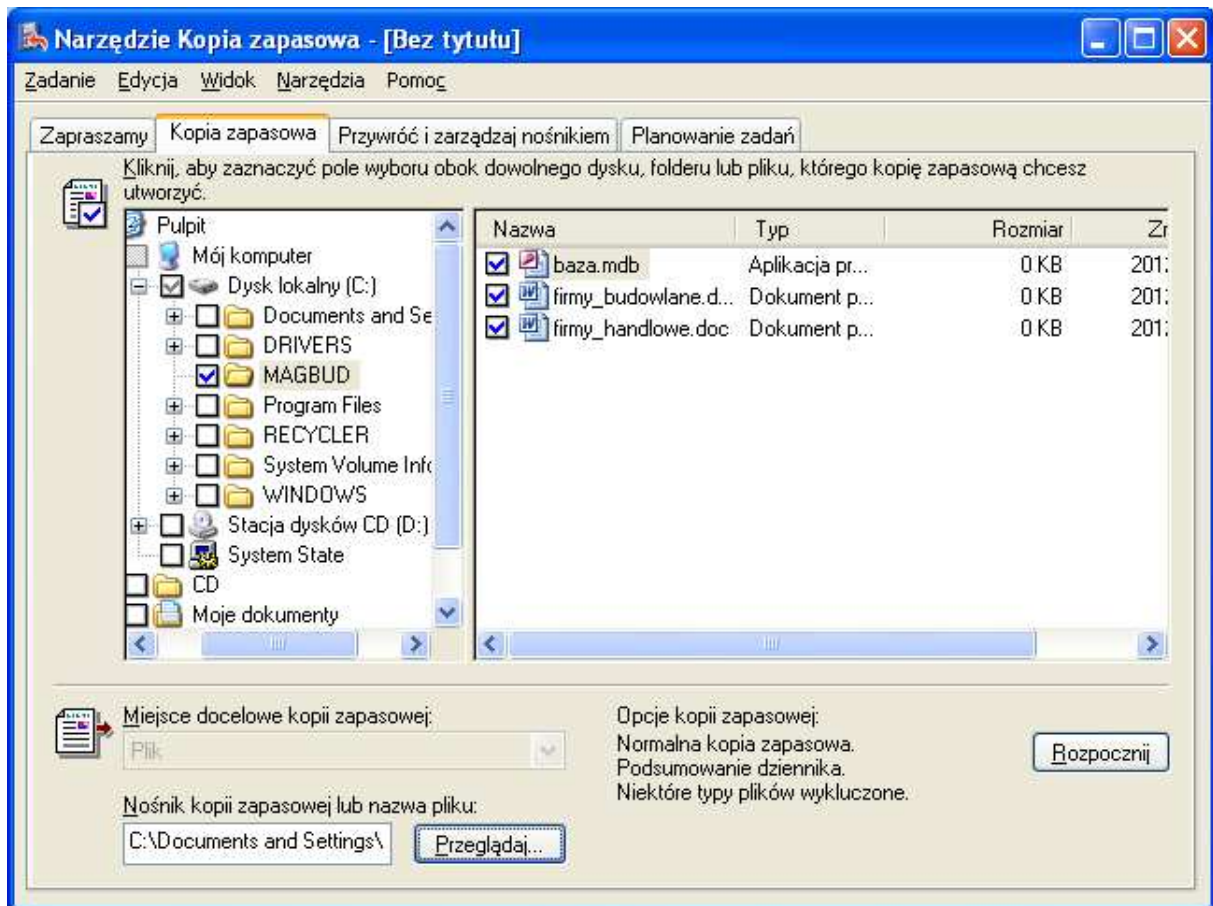 Narzędzie Kopia zapasowa - [Bez tytułu]
Zadanie Edycja Widok Narzędzia Pomoc
Zapraszamy Kopia zapasowa Przywróć i zarządzaj nośnikiem Planowanie zadań
Kliknij, aby zaznaczyć pole wyboru obok dowolnego dysku, folderu lub pliku, którego kopię zapasową chcesz
utworzyć.
Pulpit
Mój komputer
Dysk lokalny (C:)
Documents and Se
DRIVERS
MAGBUD
Program Files
RECYCLER
System Volume Info
WINDOWS
Stacja dysków CD (D:)
System State
CD
Moje dokumenty
Nazwa Typ Rozmiar Zr
baza.mdb Aplikacja pr... 0 KB 201
firmy_budowlane.d... Dokument p... 0 KB 201
firmy_handlowe.doc Dokument p... 0 KB 201
Miejsce docelowe kopii zapasowej:
Plik
Nośnik kopii zapasowej lub nazwa pliku:
C:\Documents and Settings\ Przeglądaj...
Opcje kopii zapasowej:
Normalna kopia zapasowa.
Podsumowanie dziennika.
Niektóre typy plików wykluczone.
Rozpocznij